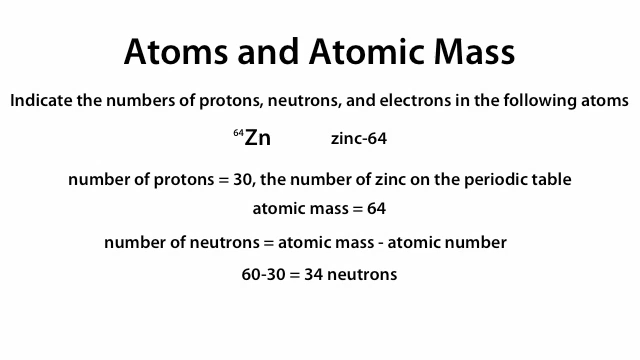 Atoms and Atomic Mass
Indicate the numbers of protons, neutrons, and electrons in the following atoms
⁶⁴Zn zinc-64
number of protons = 30, the number of zinc on the periodic table
atomic mass = 64
number of neutrons = atomic mass - atomic number
60-30 = 34 neutrons